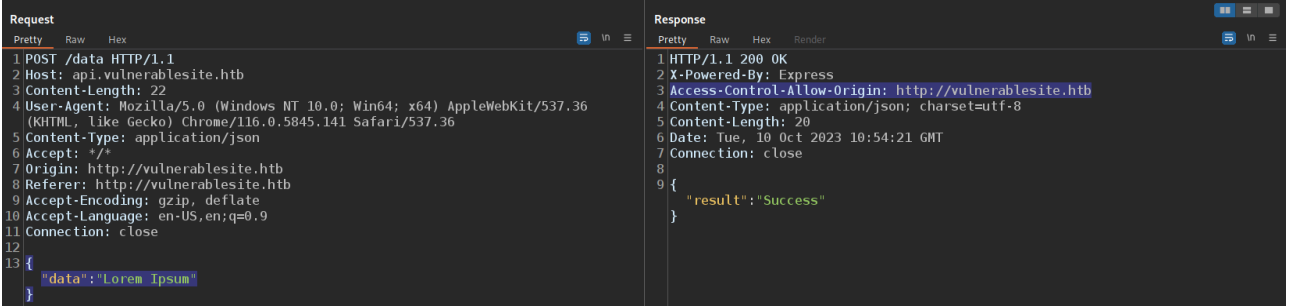 Request
Pretty Raw Hex
\n
1 POST /data HTTP/1.1
2 Host: api.vulnerablesite.htb
3 Content-Length: 22
4 User-Agent: Mozilla/5.0 (Windows NT 10.0; Win64; x64) AppleWebKit/537.36
(KHTML, like Gecko) Chrome/116.0.5845.141 Safari/537.36
5 Content-Type: application/json
6 Accept: */*
7 Origin: http://vulnerablesite.htb
8 Referer: http://vulnerablesite.htb
9 Accept-Encoding: gzip, deflate
10 Accept-Language: en-US,en;q=0.9
11 Connection: close
12
13 {
"data":"Lorem Ipsum"
}
Response
Pretty Raw Hex Render
\n
1 HTTP/1.1 200 OK
2 X-Powered-By: Express
3 Access-Control-Allow-Origin: http://vulnerablesite.htb
4 Content-Type: application/json; charset=utf-8
5 Content-Length: 20
6 Date: Tue, 10 Oct 2023 10:54:21 GMT
7 Connection: close
8
9 {
"result":"Success"
}